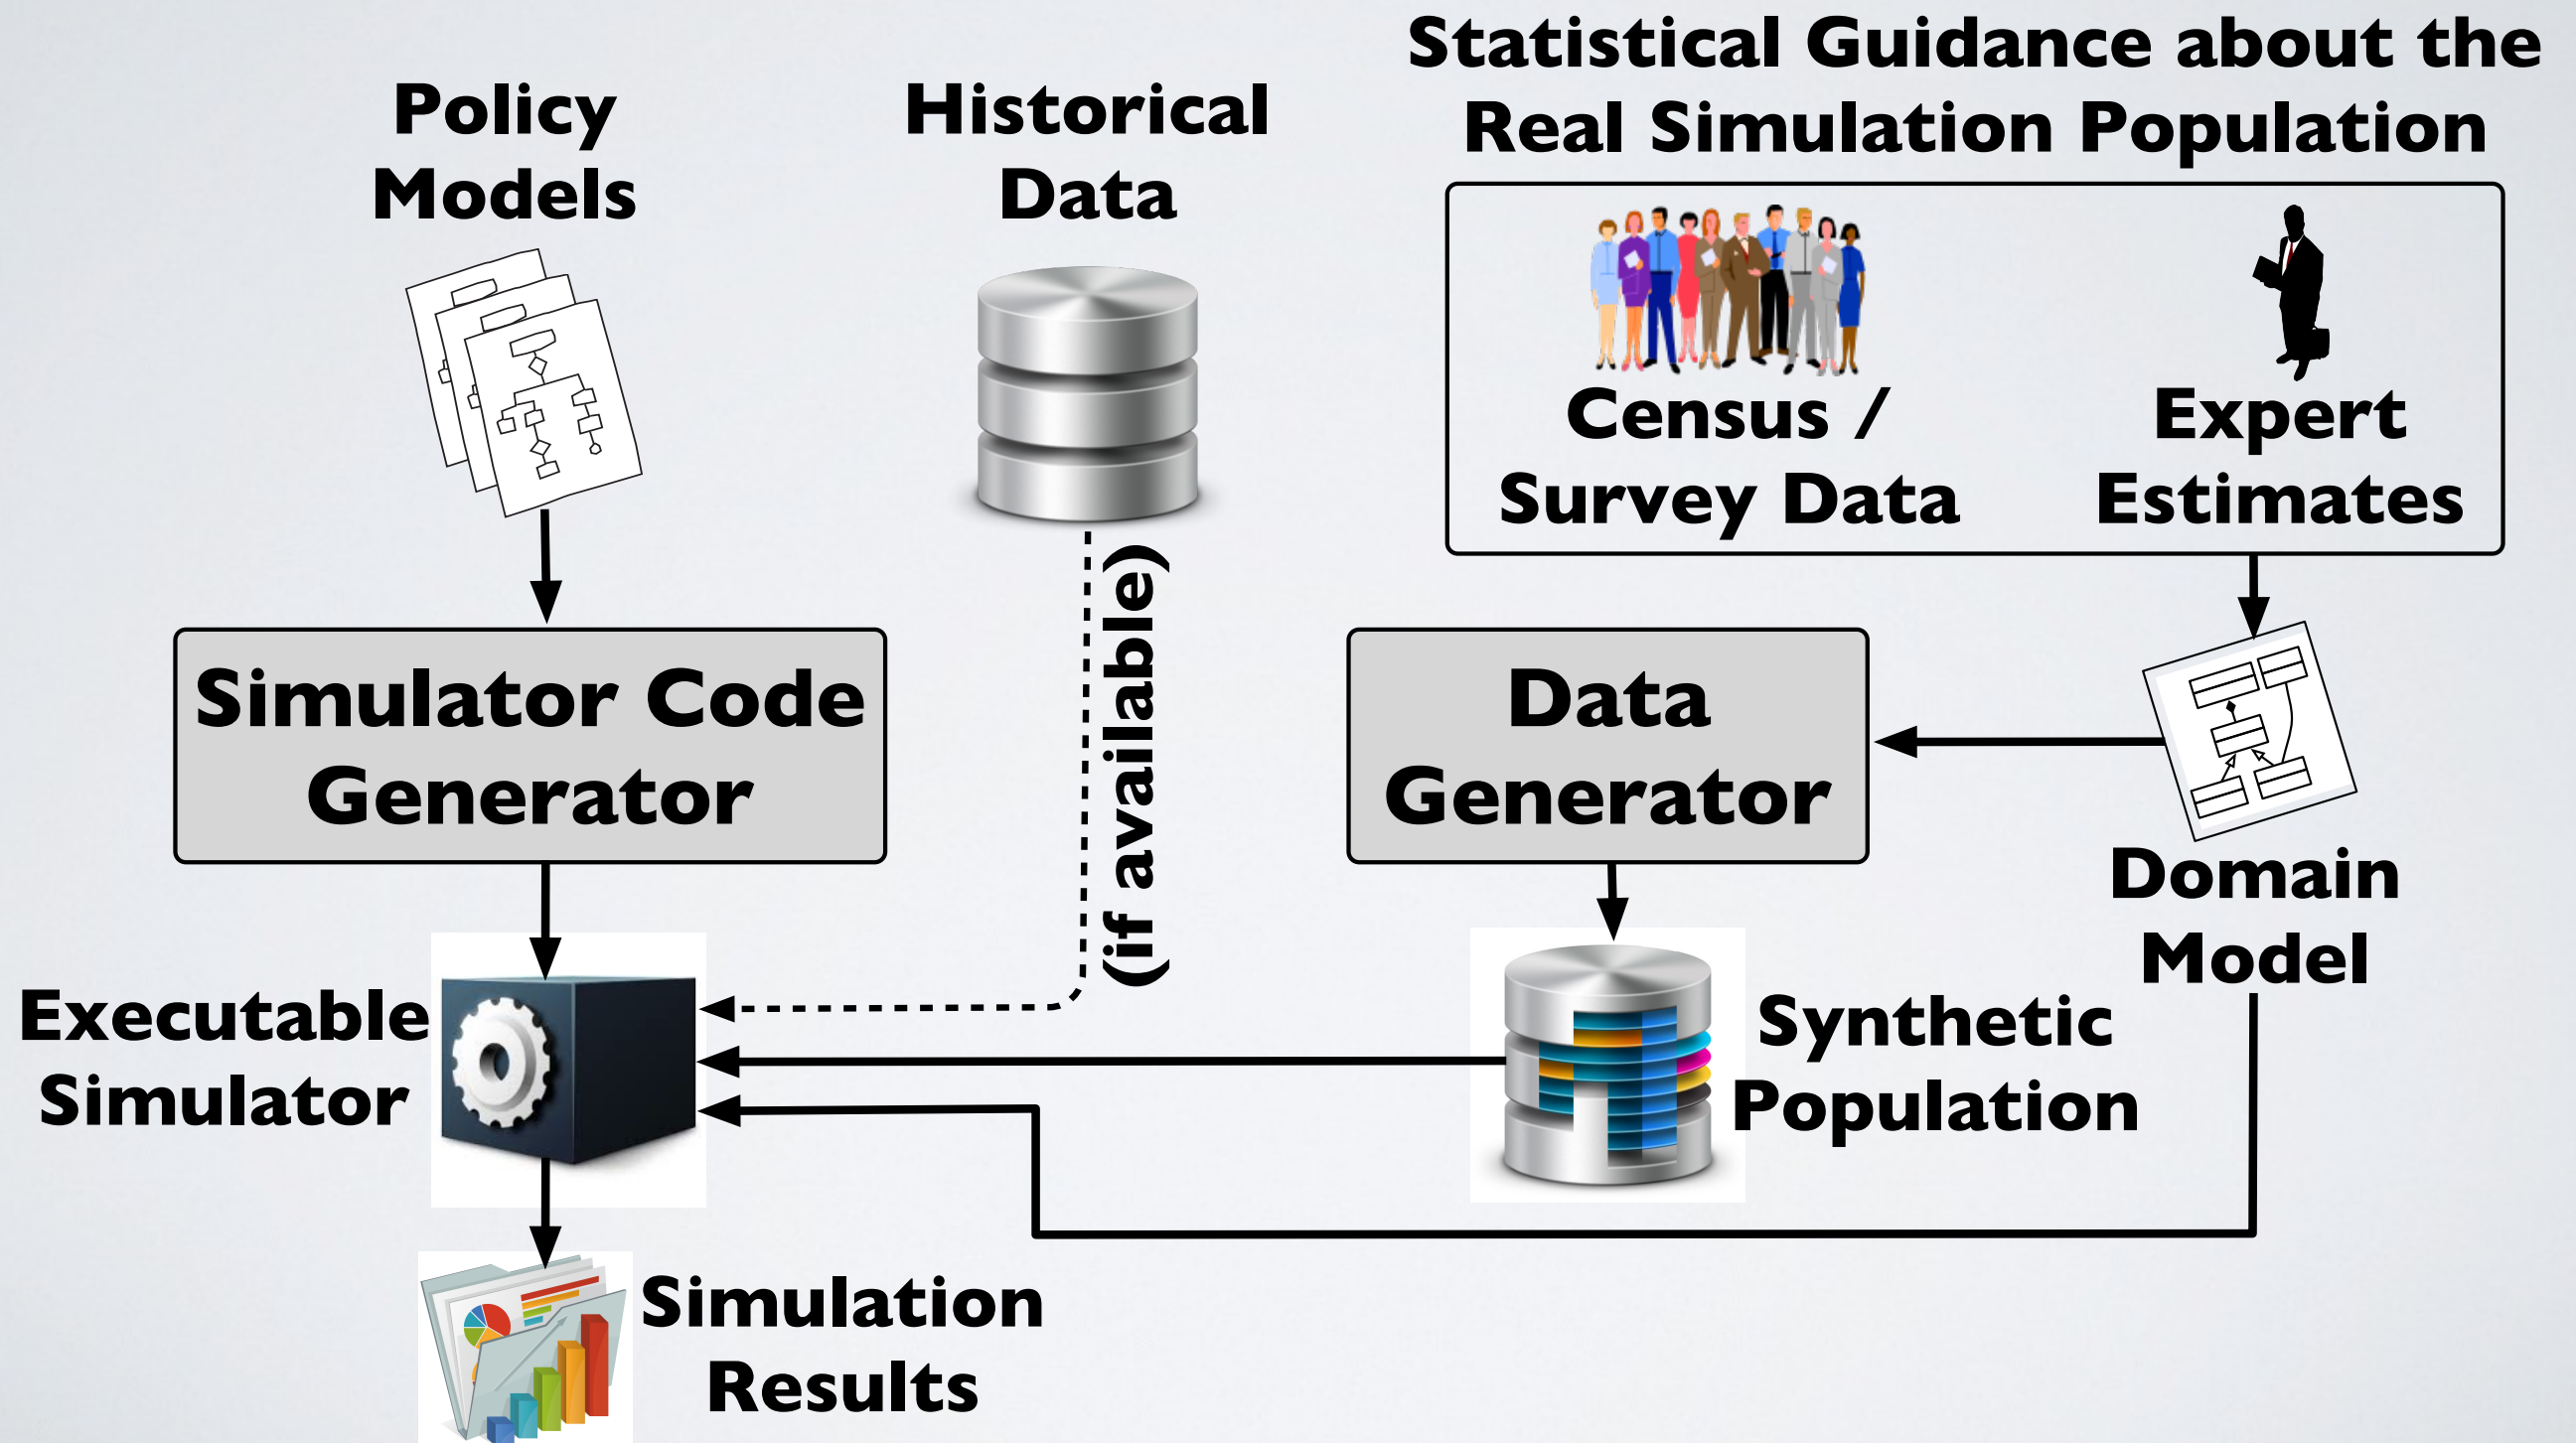 Statistical Guidance about the
Real Simulation Population
Policy
Models
Historical
Data
Census /
Survey Data
Expert
Estimates
(if available)
Simulator Code
Generator
Data
Generator
Domain
Model
Executable
Simulator
Synthetic
Population
Simulation
Results